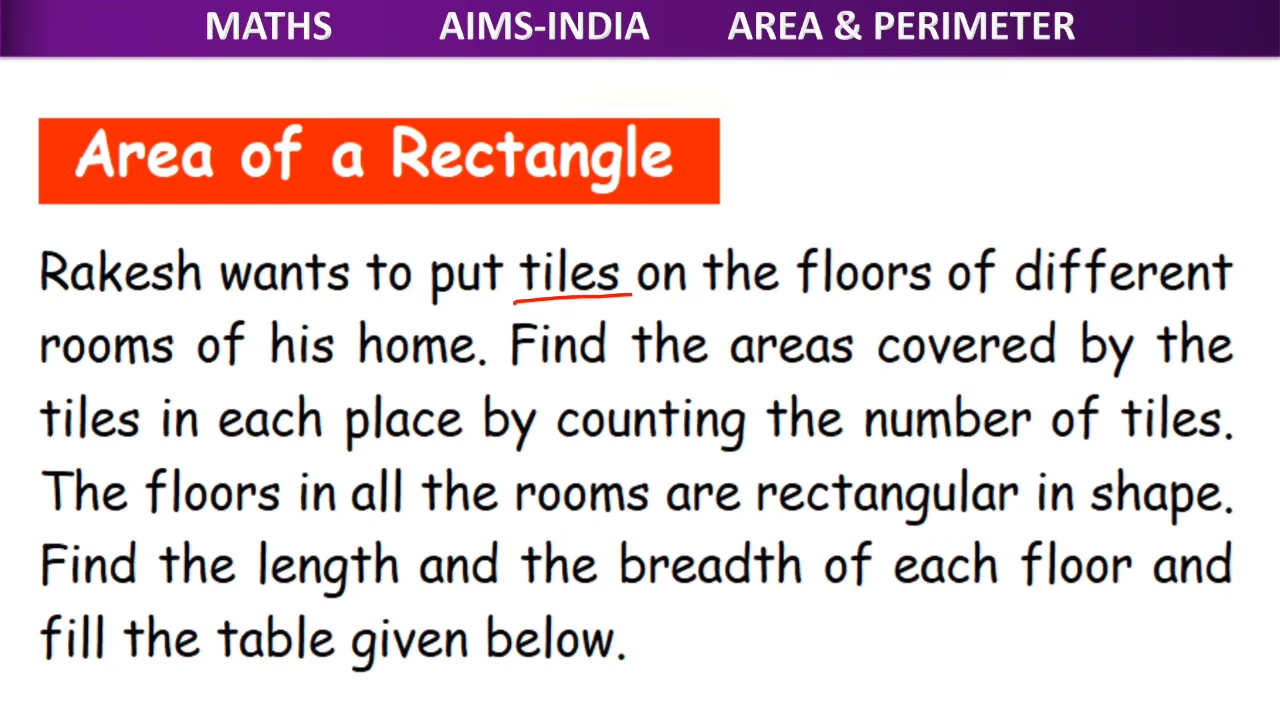 MATHS AIMS-INDIA AREA & PERIMETER
Area of a Rectangle
Rakesh wants to put tiles on the floors of different
rooms of his home. Find the areas covered by the
tiles in each place by counting the number of tiles.
The floors in all the rooms are rectangular in shape.
Find the length and the breadth of each floor and
fill the table given below.